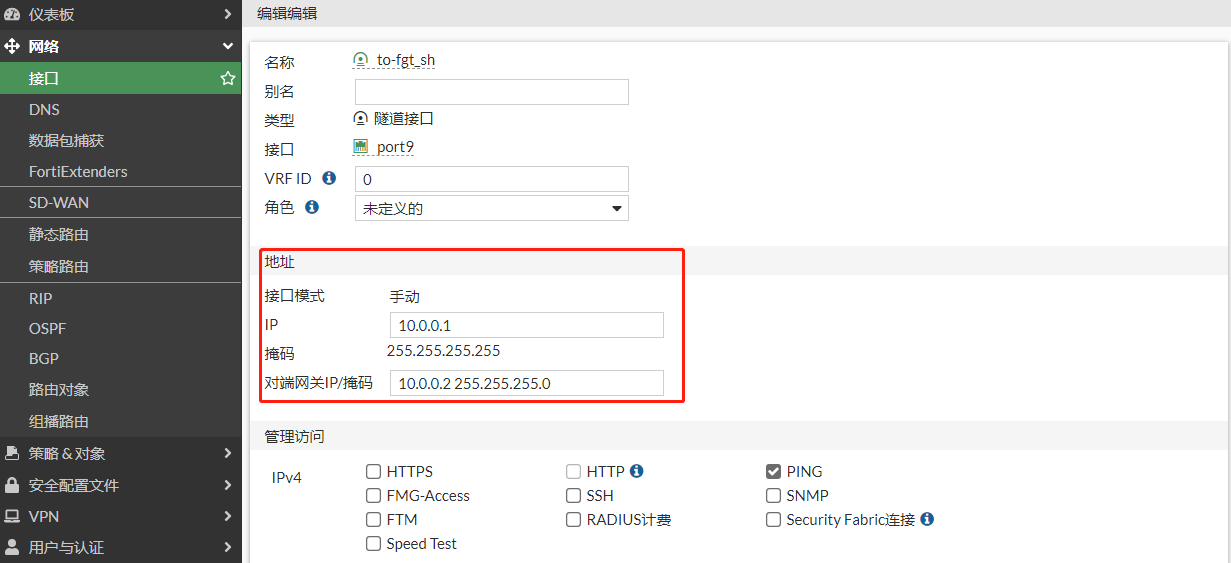 仪表板
网络
接口
DNS
数据包捕获
FortiExtenders
SD-WAN
静态路由
策略路由
RIP
OSPF
BGP
路由对象
组播路由
策略 & 对象
安全配置文件
VPN
用户与认证
编辑编辑
名称 to-fgt_sh
别名
类型 隧道接口
接口 port9
VRF ID 0
角色 未定义的
地址
接口模式 手动
IP 10.0.0.1
掩码 255.255.255.255
对端网关IP/掩码 10.0.0.2 255.255.255.0
管理访问
IPv4 HTTPS HTTP PING
FMG-Access SSH SNMP
FTM RADIUS计费 Security Fabric连接
Speed Test